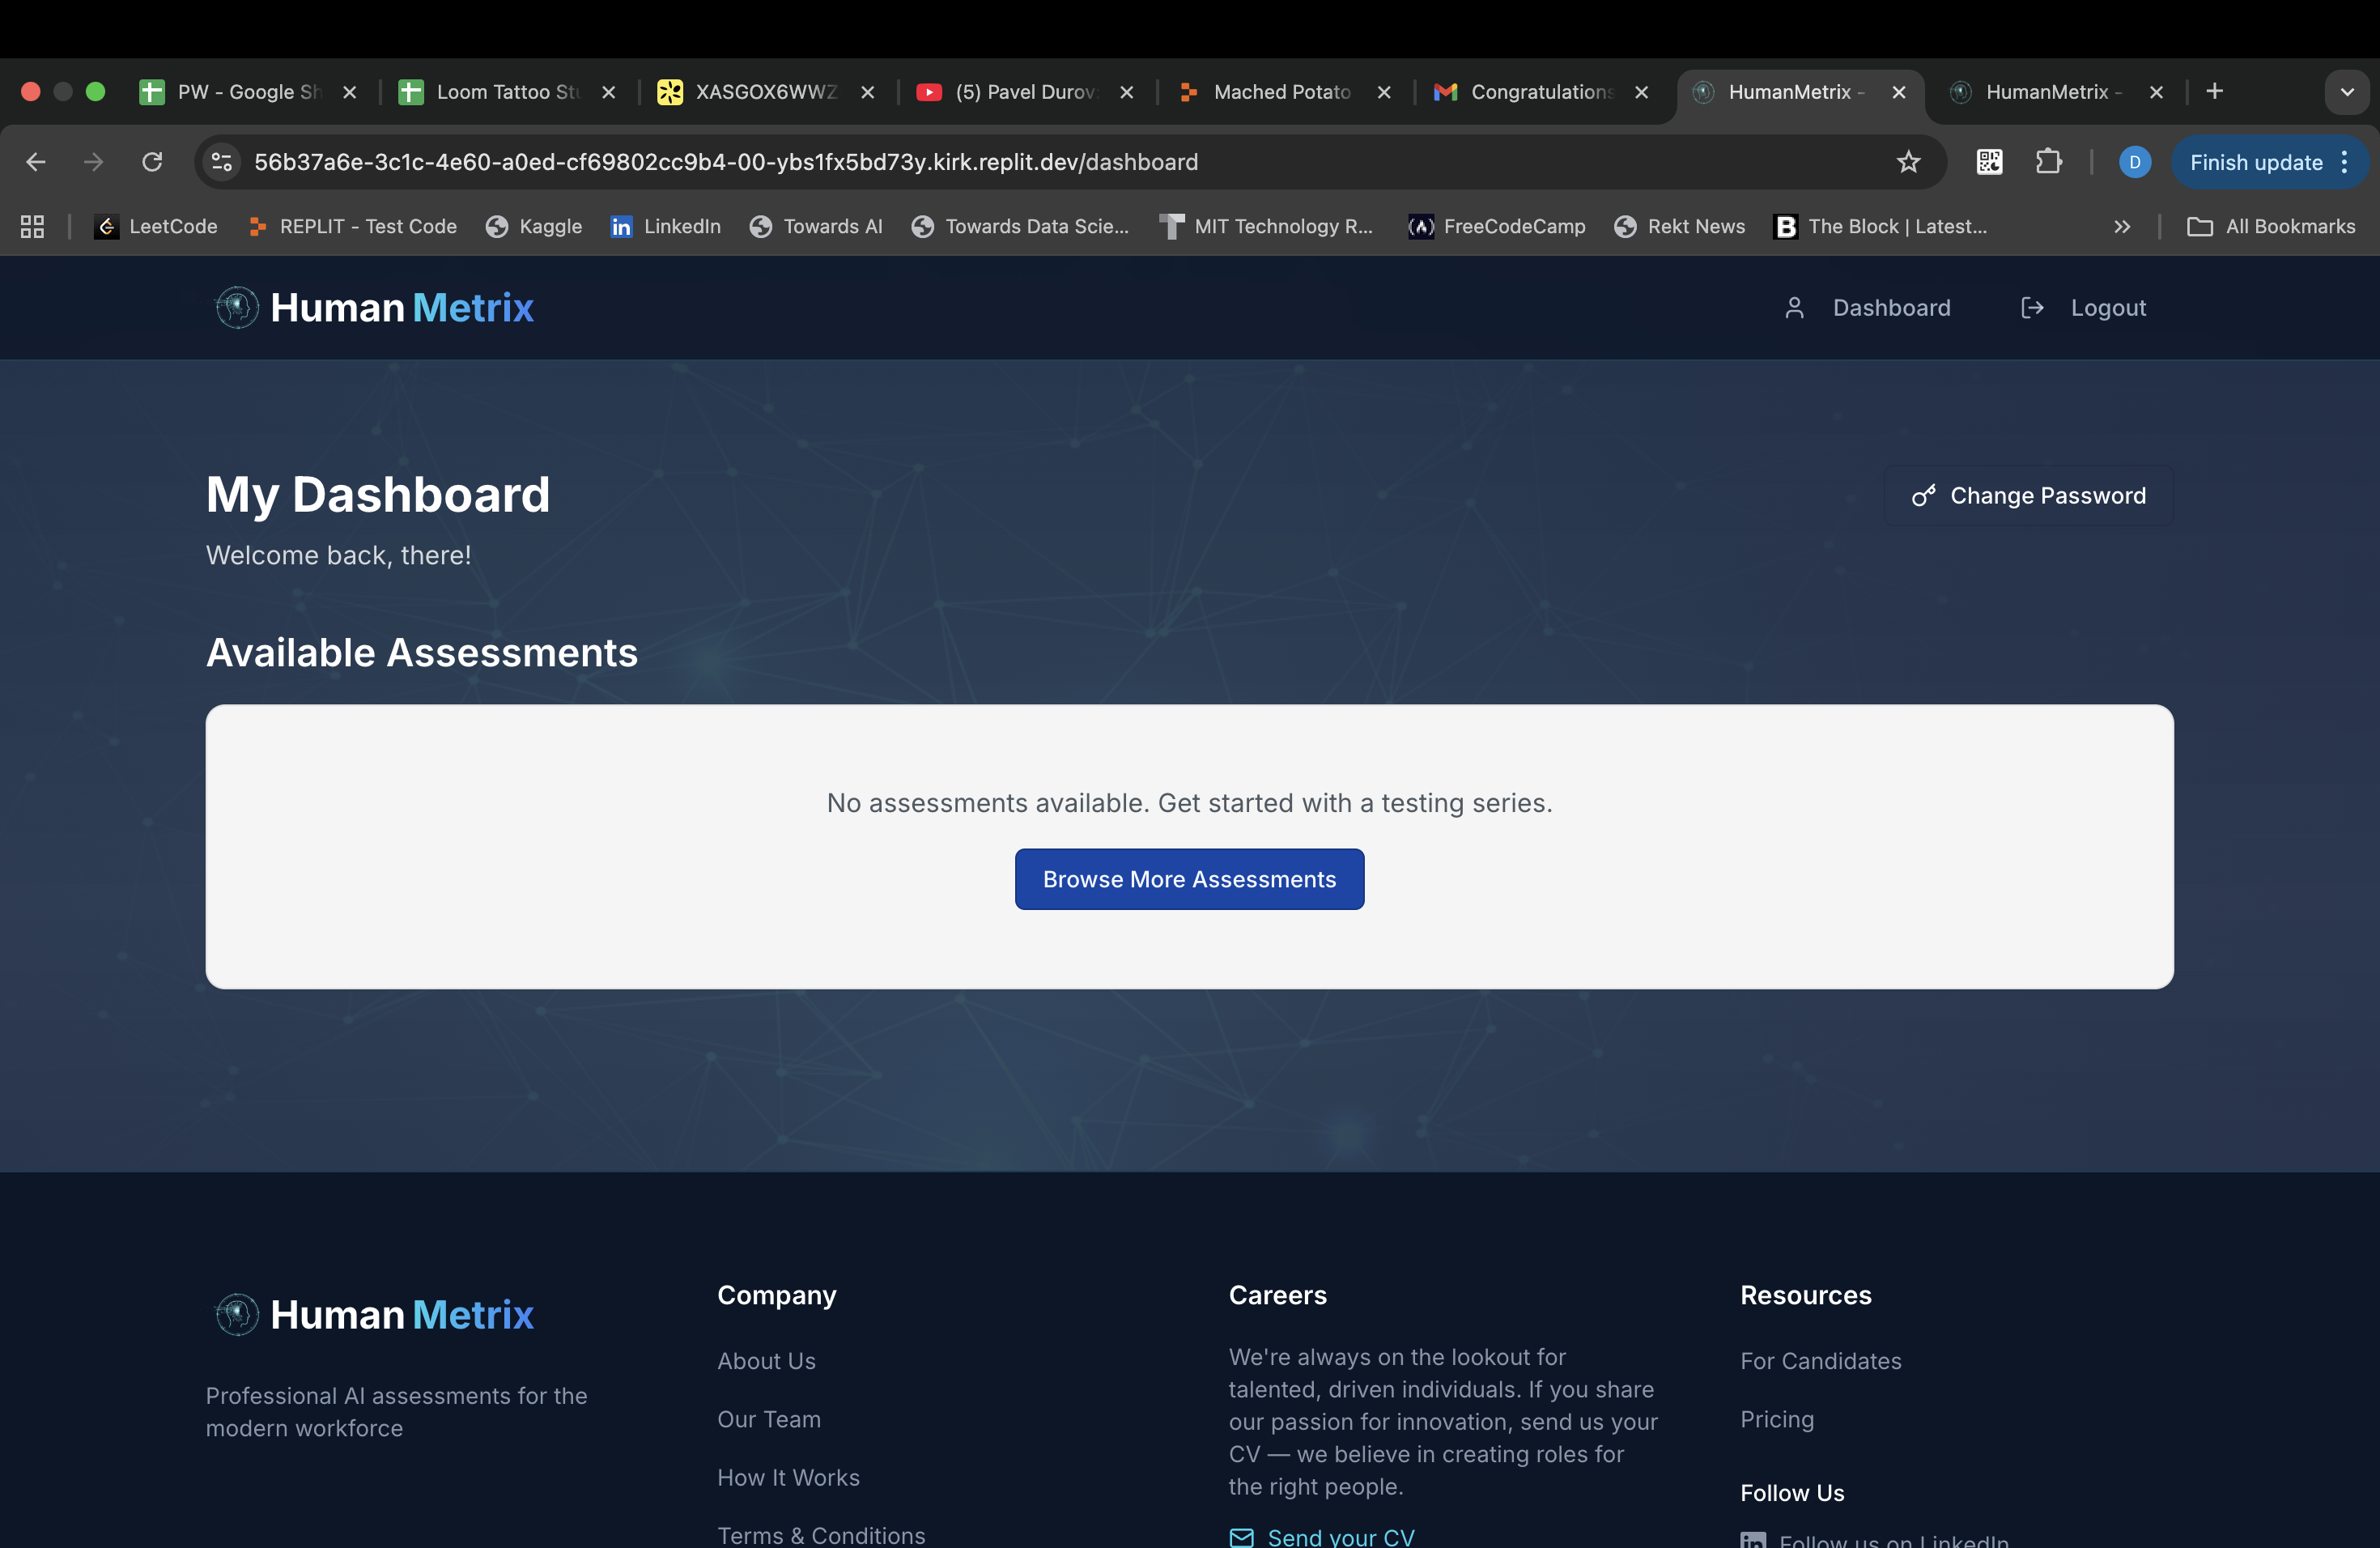 PW - Google Sh
Loom Tattoo Stu
XASGOX6WWZ
(5) Pavel Durov:
Mached Potato
Congratulations
HumanMetrix -
HumanMetrix -
56b37a6e-3c1c-4e60-a0ed-cf69802cc9b4-00-ybs1fx5bd73y.kirk.replit.dev/dashboard
D
Finish update
LeetCode
REPLIT - Test Code
Kaggle
LinkedIn
Towards AI
Towards Data Scie...
MIT Technology R...
FreeCodeCamp
Rekt News
The Block | Latest...
All Bookmarks
Human Metrix
Dashboard
Logout
My Dashboard
Change Password
Welcome back, there!
Available Assessments
No assessments available. Get started with a testing series.
Browse More Assessments
Human Metrix
Professional AI assessments for the
modern workforce
Company
About Us
Our Team
How It Works
Terms & Conditions
Careers
We're always on the lookout for
talented, driven individuals. If you share
our passion for innovation, send us your
CV — we believe in creating roles for
the right people.
Send your CV
Resources
For Candidates
Pricing
Follow Us
Follow us on LinkedIn